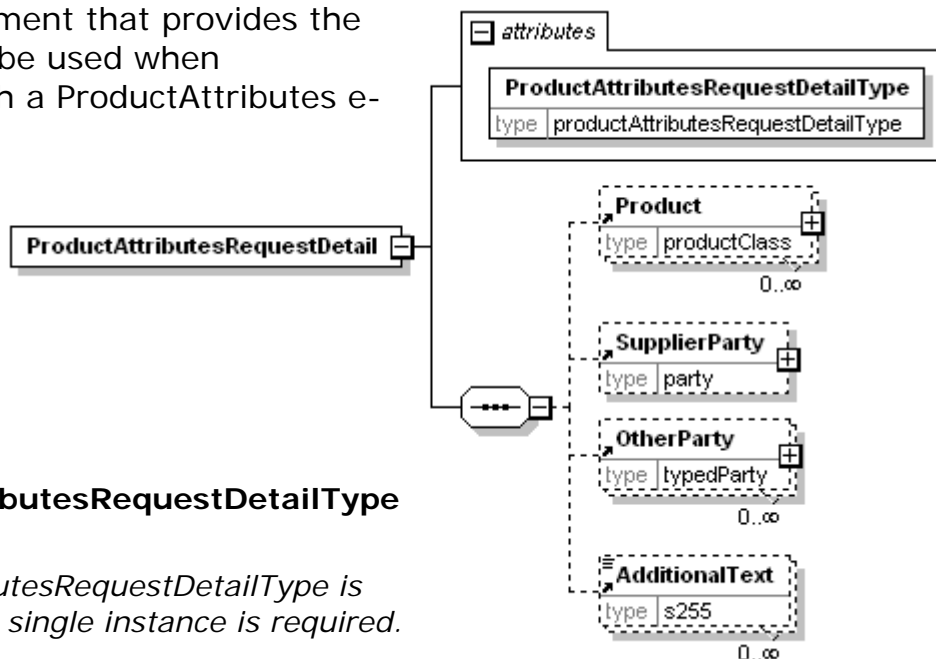 ment that provides the
be used when
n a ProductAttributes e-
butesRequestDetailType
utesRequestDetailType is
single instance is required.
ProductAttributesRequestDetail
attributes
ProductAttributesRequestDetailType
type productAttributesRequestDetailType
Product
type productClass
0..∞
SupplierParty
type party
OtherParty
type typedParty
0..∞
AdditionalText
type s255
0..∞